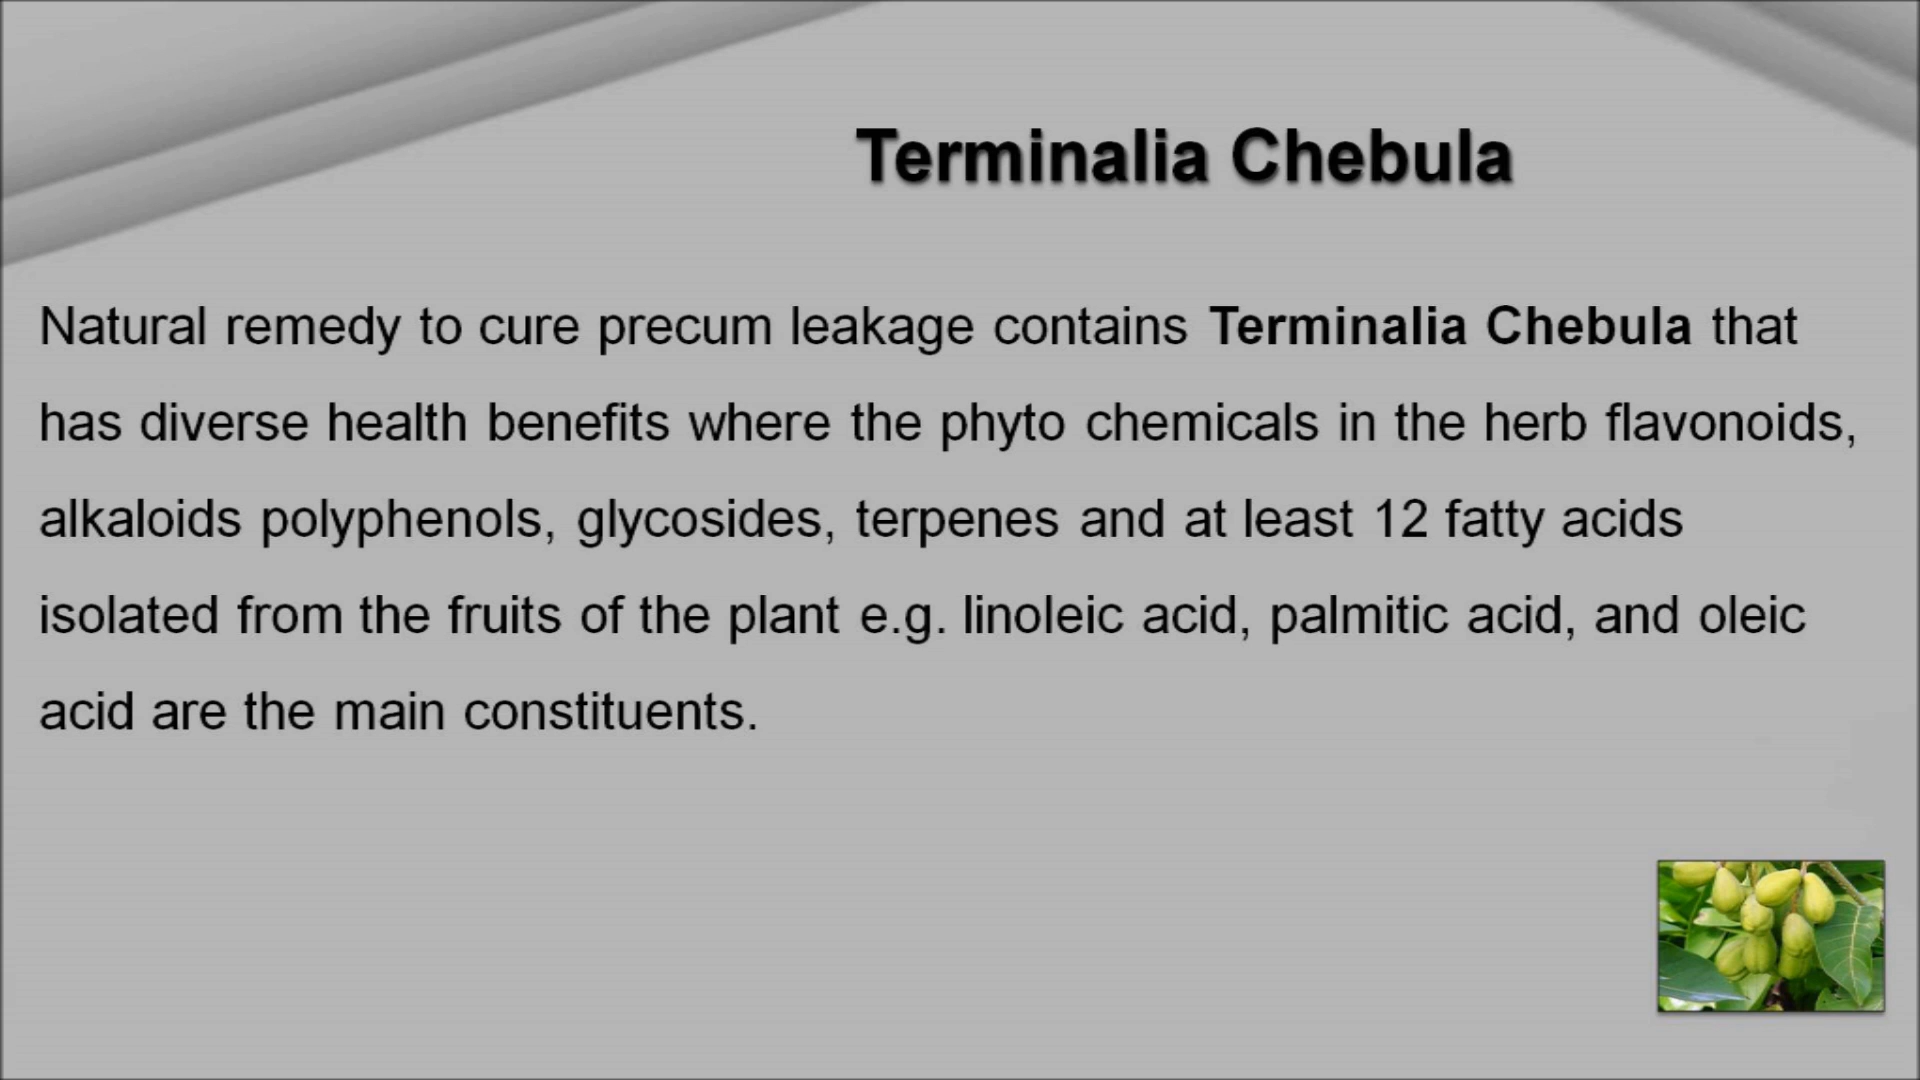 Terminalia Chebula
Natural remedy to cure precum leakage contains Terminalia Chebula that
has diverse health benefits where the phyto chemicals in the herb flavonoids,
alkaloids polyphenols, glycosides, terpenes and at least 12 fatty acids
isolated from the fruits of the plant e.g. linoleic acid, palmitic acid, and oleic
acid are the main constituents.